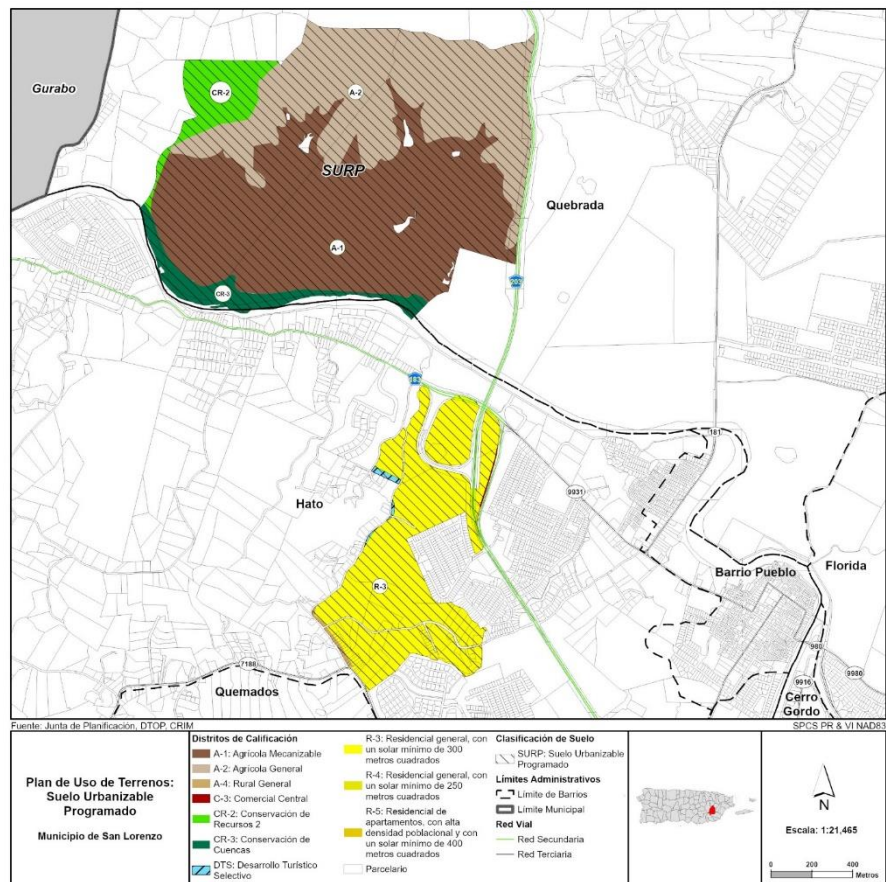 Gurabo
CR-2
A-2
SURP
Quebrada
A-1
CR-3
183
181
Hato
9931
Barrio Pueblo
Florida
R-3
7188
980
Quemados
9916
9980
Cerro
Gordo
Fuente: Junta de Planificación, DTOP, CRIM
SPCS PR & VI NAD83
Plan de Uso de Terrenos:
Suelo Urbanizable
Programado
Municipio de San Lorenzo
Distritos de Calificación
A-1: Agrícola Mecanizable
A-2: Agrícola General
A-4: Rural General
C-3: Comercial Central
CR-2: Conservación de
Recursos 2
CR-3: Conservación de
Cuencas
DTS: Desarrollo Turístico
Selectivo
R-3: Residencial general, con
un solar mínimo de 300
metros cuadrados
R-4: Residencial general, con
un solar mínimo de 250
metros cuadrados
R-5: Residencial de
apartamentos, con alta
densidad poblacional y con
un solar mínimo de 400
metros cuadrados
Parcelario
Clasificación de Suelo
SURP: Suelo Urbanizable
Programado
Límites Administrativos
Límite de Barrios
Límite Municipal
Red Vial
Red Secundaria
Red Terciaria
N
Escala: 1:21,465
0 200 400
Metros